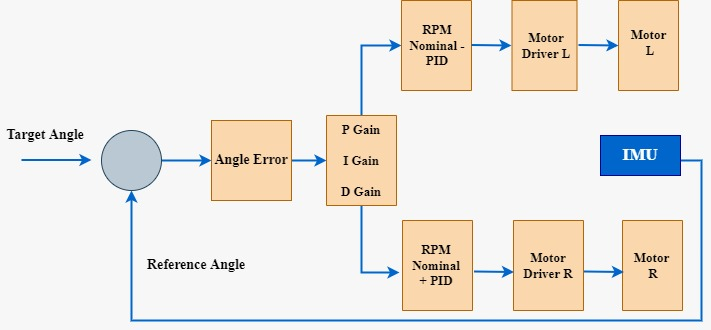 Target Angle
Angle Error
P Gain
I Gain
D Gain
RPM
Nominal -
PID
Motor
Driver L
Motor
L
IMU
RPM
Nominal
+ PID
Motor
Driver R
Motor
R
Reference Angle